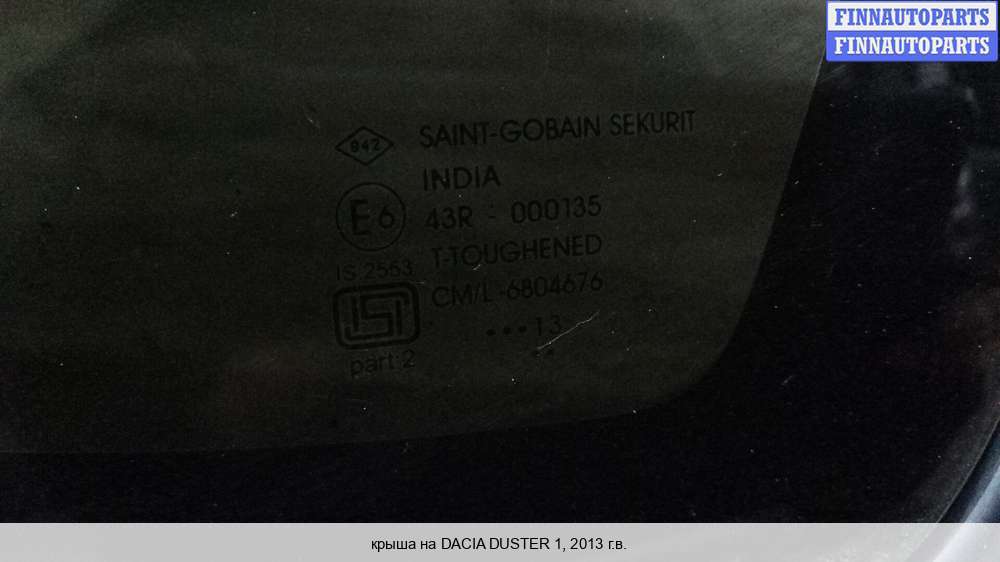 FINNAUTOPARTS
FINNAUTOPARTS
942 SAINT-GOBAIN SEKURIT
INDIA
E6 43R - 000135
T-TOUGHENED
IS 2553
CM/L-6804676
ISI
•••13
••
part 2
крыша на DACIA DUSTER 1, 2013 г.в.